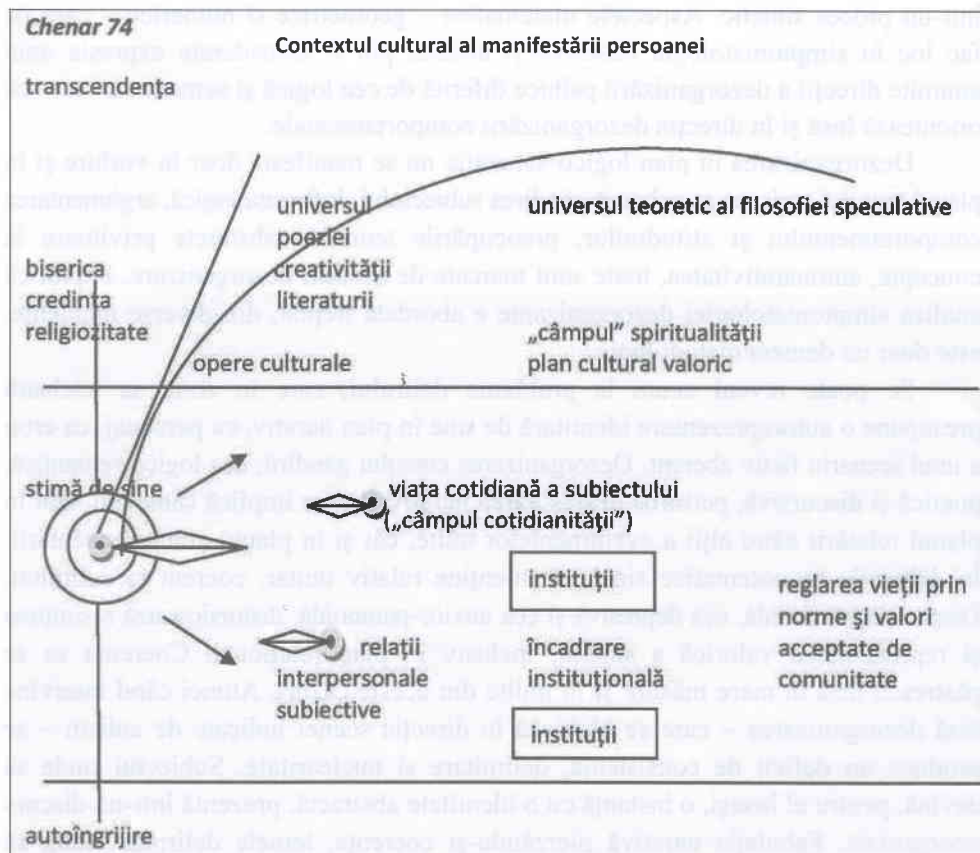 Chenar 74
Contextul cultural al manifestării persoanei
transcendența
universul
poeziei
creativității
literaturii
universul teoretic al filosofiei speculative
biserica
credința
religiozitate
opere culturale
„câmpul” spiritualității
plan cultural valoric
stimă de sine
viața cotidiană a subiectului
(„câmpul cotidianității”)
relații
interpersonale
subiective
instituții
încadrare
instituțională
instituții
reglarea vieții prin
norme și valori
acceptate de
comunitate
autoîngrijire